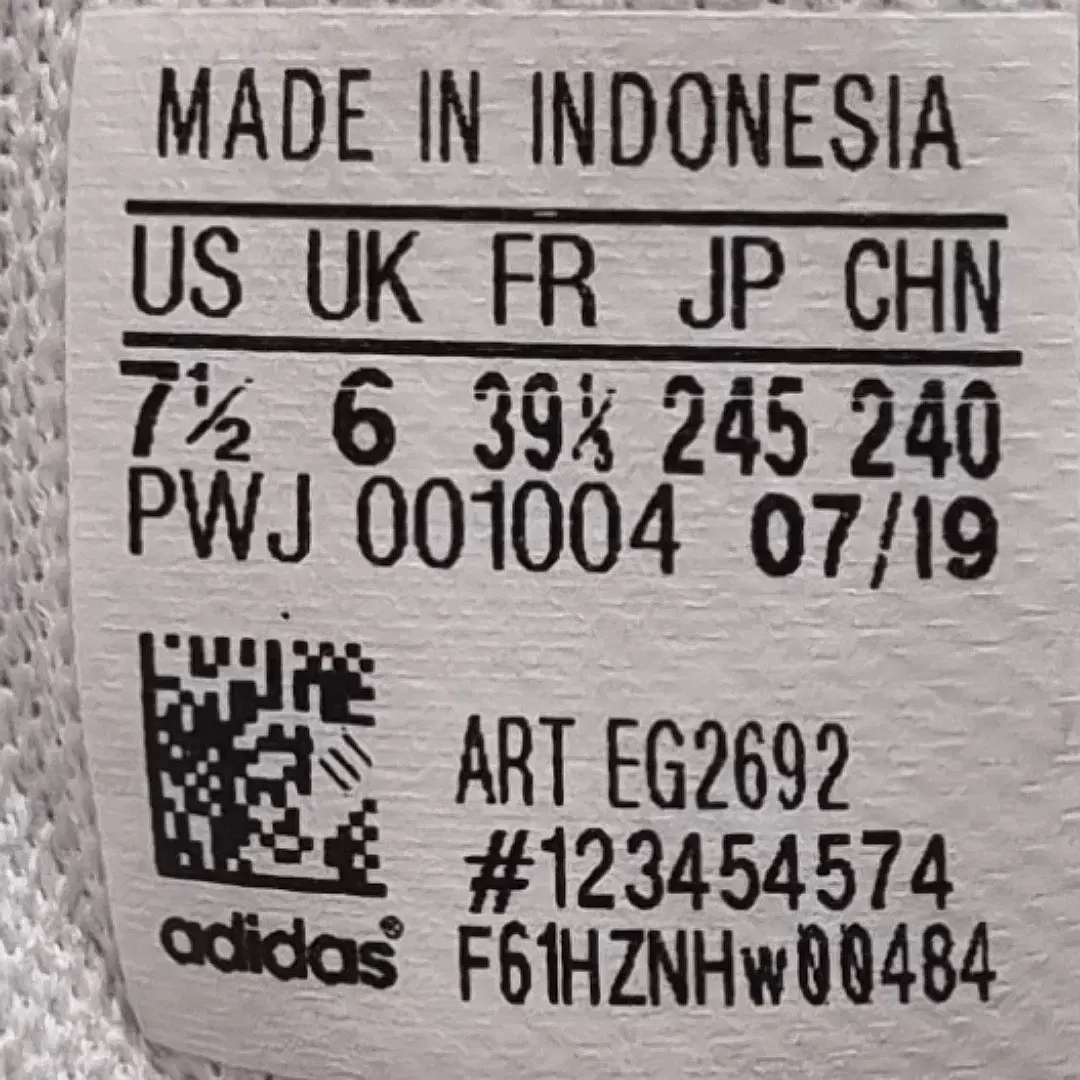 MADE IN INDONESIA
US UK FR JP CHN
7½ 6 39⅓ 245 240
PWJ 001004 07/19
ART EG2692
#123454574
adidas®
F61HZNHw00484